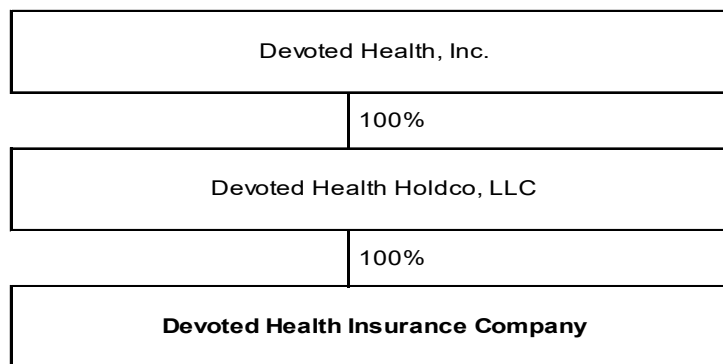 Devoted Health, Inc.
100%
Devoted Health Holdco, LLC
100%
Devoted Health Insurance Company